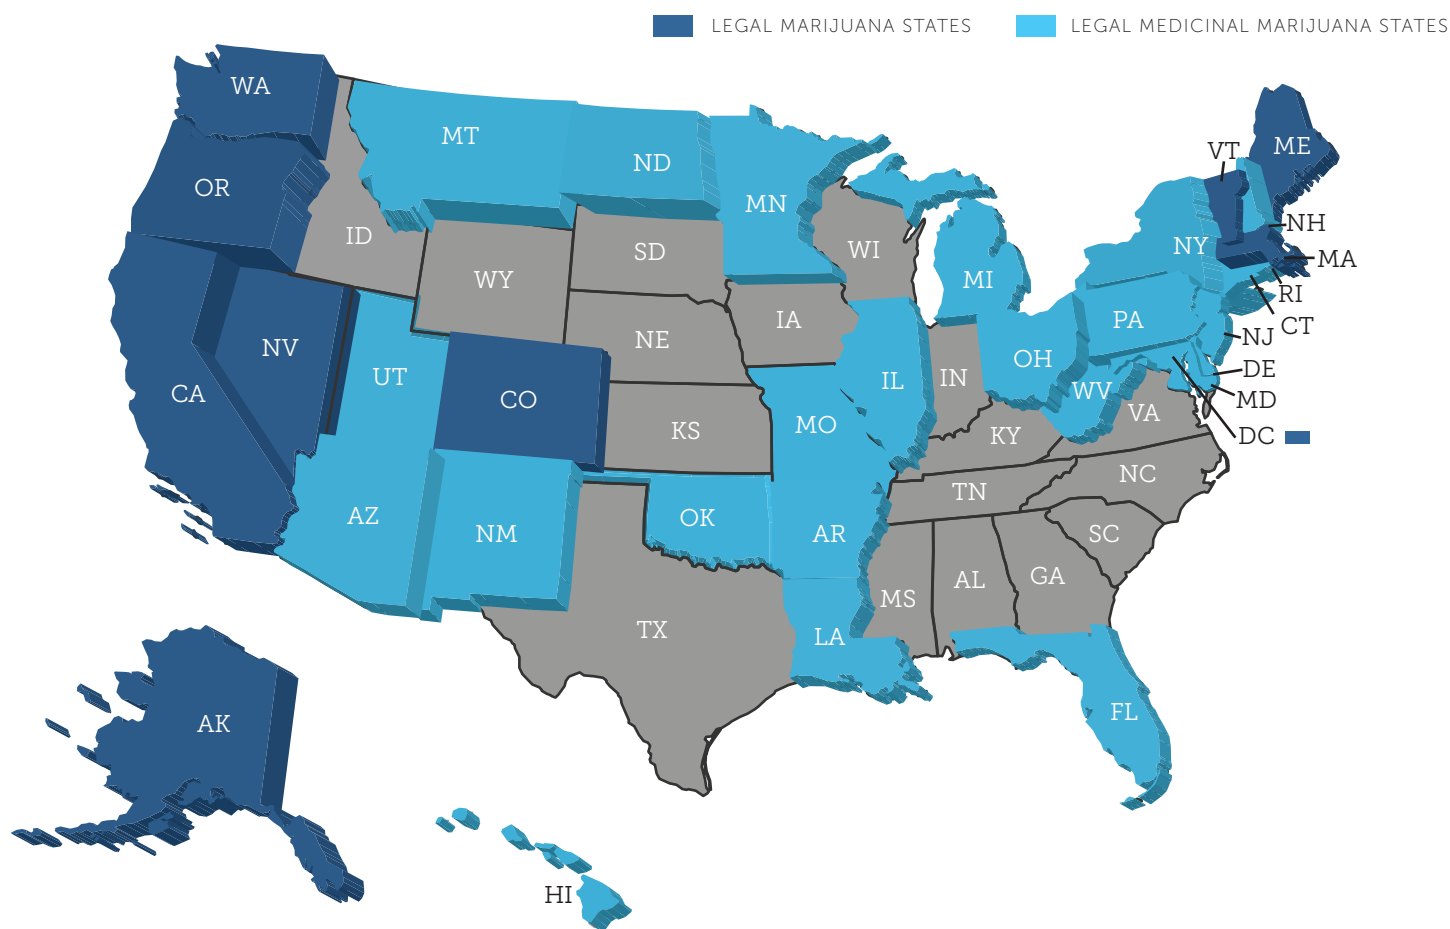 LEGAL MARIJUANA STATES
LEGAL MEDICINAL MARIJUANA STATES
WA
MT
ND
MN
VT
ME
OR
ID
SD
WI
NY
NH
MA
WY
MI
RI
IA
PA
CT
NV
NE
NJ
OH
DE
UT
IL
IN
WV
CA
CO
MD
KS
MO
KY
VA
DC
AZ
NM
OK
AR
TN
NC
SC
MS
AL
GA
TX
LA
AK
FL
HI